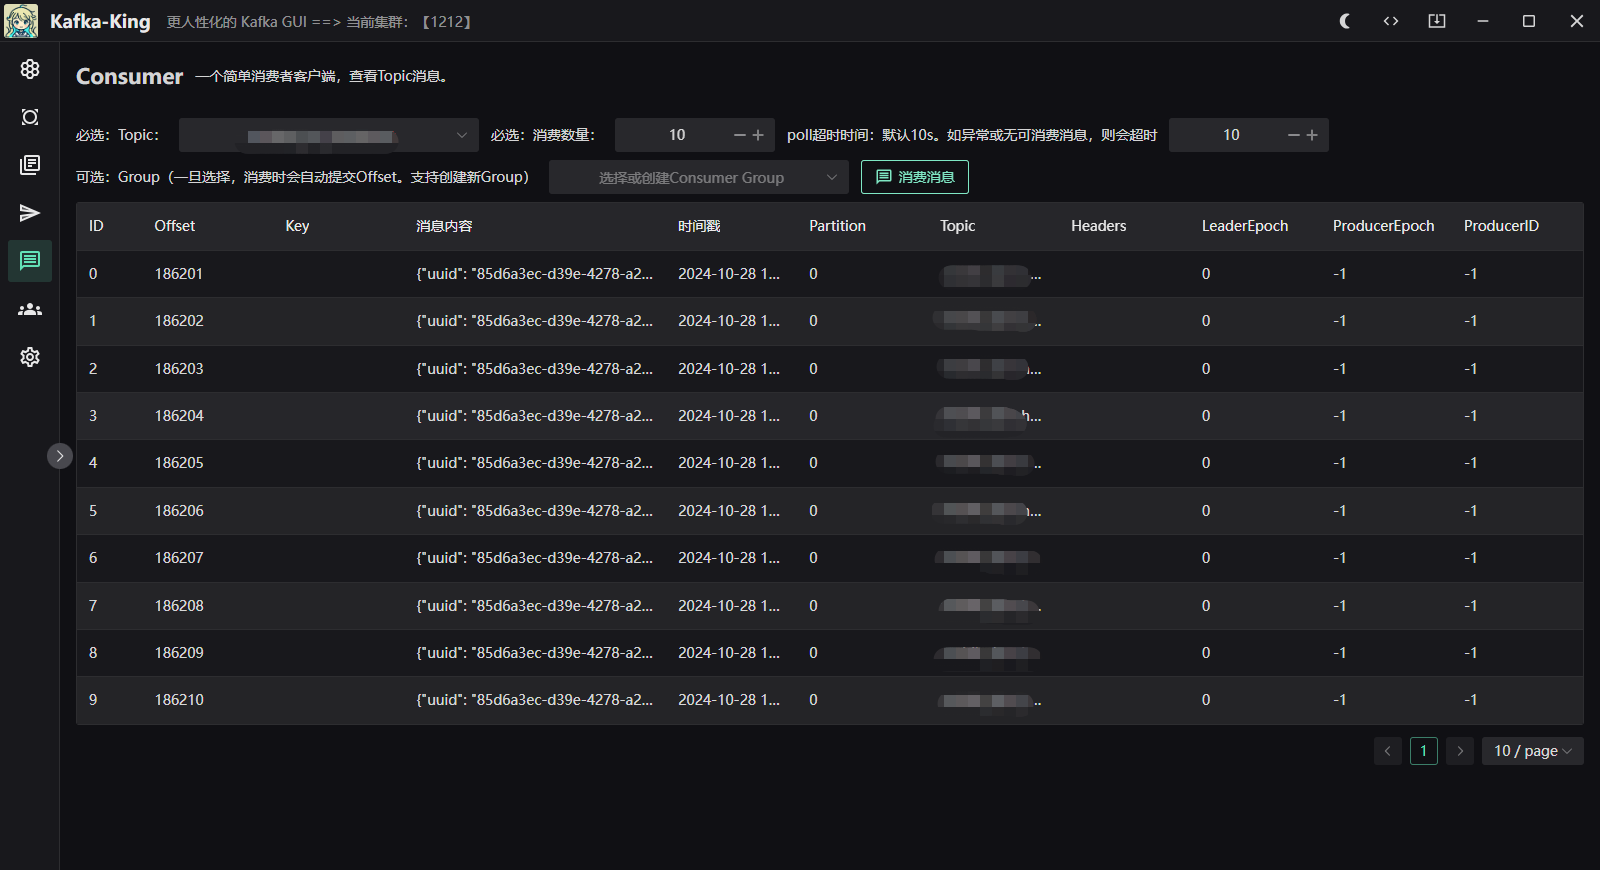 Kafka-King 更人性化的 Kafka GUI ==> 当前集群：【1212】
Consumer 一个简单消费者客户端，查看Topic消息。
必选：Topic： 必选：消费数量： 10 poll超时时间：默认10s。如异常或无可消费消息，则会超时 10
可选：Group（一旦选择，消费时会自动提交Offset。支持创建新Group） 选择或创建Consumer Group 消费消息
ID Offset Key 消息内容 时间戳 Partition Topic Headers LeaderEpoch ProducerEpoch ProducerID
0 186201 {"uuid": "85d6a3ec-d39e-4278-a2... 2024-10-28 1... 0 ... 0 -1 -1
1 186202 {"uuid": "85d6a3ec-d39e-4278-a2... 2024-10-28 1... 0 .. 0 -1 -1
2 186203 {"uuid": "85d6a3ec-d39e-4278-a2... 2024-10-28 1... 0 ... 0 -1 -1
3 186204 {"uuid": "85d6a3ec-d39e-4278-a2... 2024-10-28 1... 0 h... 0 -1 -1
4 186205 {"uuid": "85d6a3ec-d39e-4278-a2... 2024-10-28 1... 0 .. 0 -1 -1
5 186206 {"uuid": "85d6a3ec-d39e-4278-a2... 2024-10-28 1... 0 ... 0 -1 -1
6 186207 {"uuid": "85d6a3ec-d39e-4278-a2... 2024-10-28 1... 0 0 -1 -1
7 186208 {"uuid": "85d6a3ec-d39e-4278-a2... 2024-10-28 1... 0 . 0 -1 -1
8 186209 {"uuid": "85d6a3ec-d39e-4278-a2... 2024-10-28 1... 0 0 -1 -1
9 186210 {"uuid": "85d6a3ec-d39e-4278-a2... 2024-10-28 1... 0 .. 0 -1 -1
1 10 / page